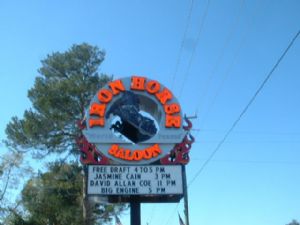 IRON HORSE
SALOON
FREE DRAFT 4 TO 5 PM
JASMINE CAIN 3 PM
DAVID ALLAN COE 11 PM
BIG ENGINE 5 PM